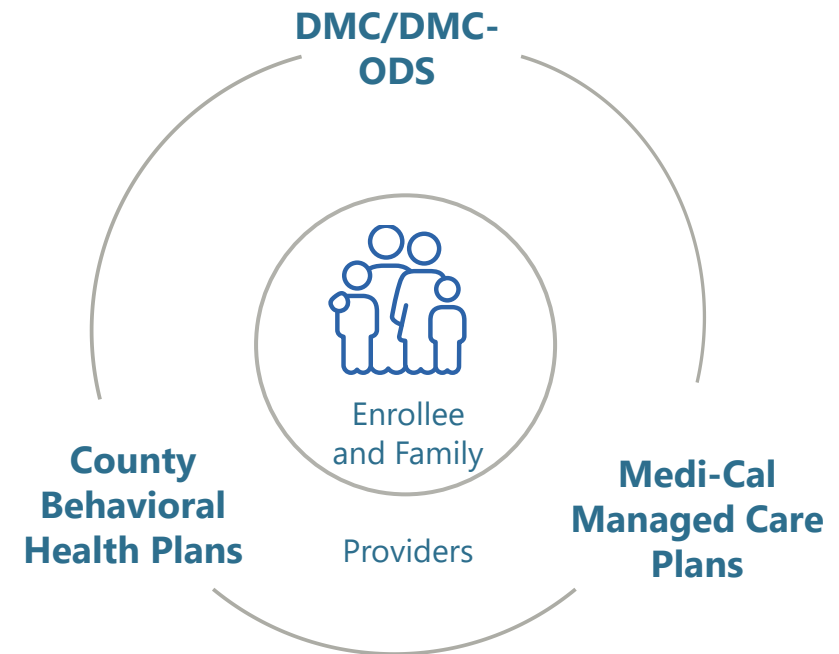 DMC/DMC-
ODS
Enrollee
and Family
County
Behavioral
Health Plans
Providers
Medi-Cal
Managed Care
Plans